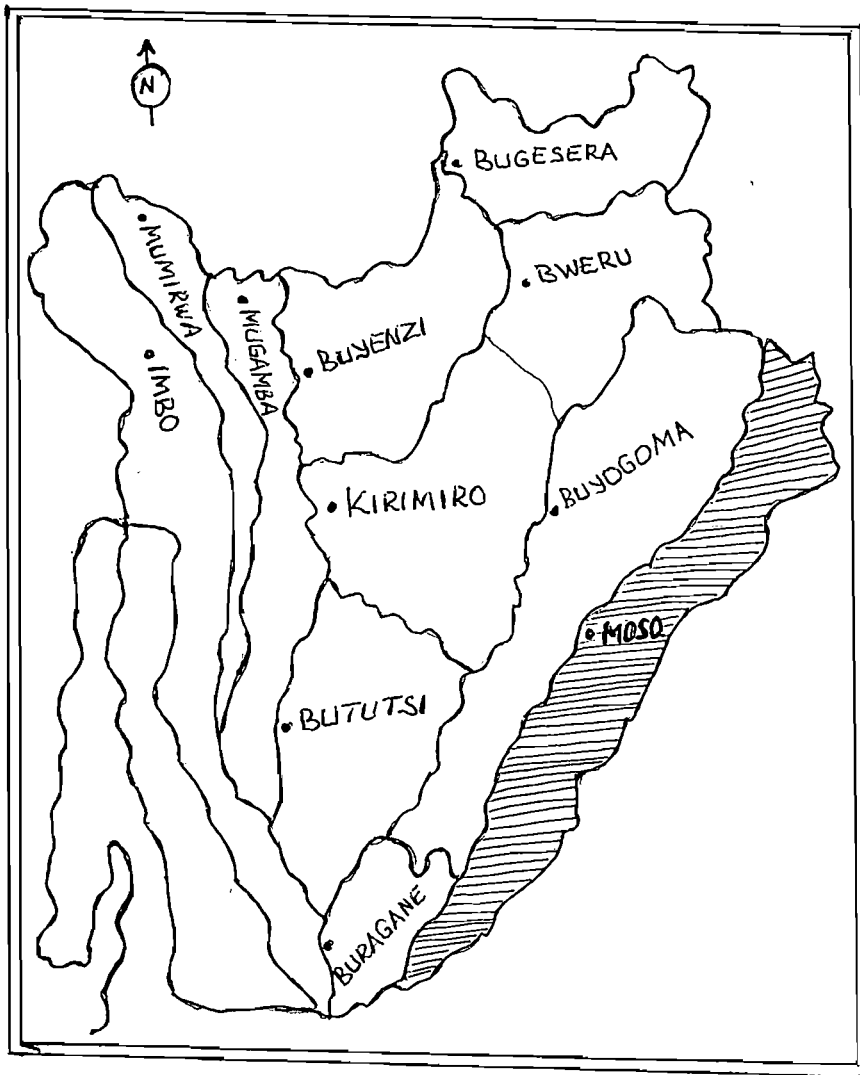 N
BUGESERA
MUMIRWA
BWERU
MUGAMBA
IMBO
BUYENZI
BUYOGOMA
KIRIMIRO
MOSO
BUTUTSI
BURAGANE